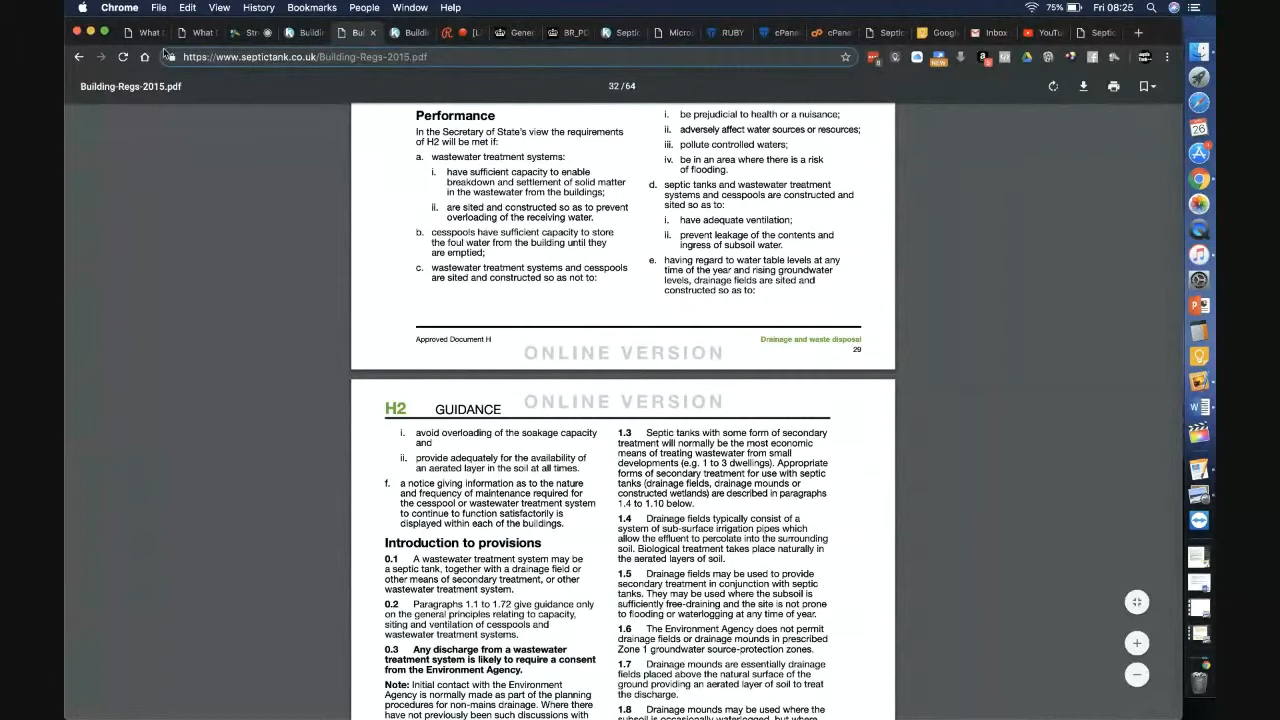 Chrome File Edit View History Bookmarks People Window Help
75% Fri 08:25
What What Stre Buildi Bui Buildi [L Gener BR_PD Septic Micros RUBY cPane cPane Septic Google Inbox YouTu Septic
https://www.septictank.co.uk/Building-Regs-2015.pdf
NEW
Building-Regs-2015.pdf
32 / 64
26
Performance
In the Secretary of State's view the requirements
of H2 will be met if:
a. wastewater treatment systems:
i. have sufficient capacity to enable
breakdown and settlement of solid matter
in the wastewater from the buildings;
ii. are sited and constructed so as to prevent
overloading of the receiving water.
b. cesspools have sufficient capacity to store
the foul water from the building until they
are emptied;
c. wastewater treatment systems and cesspools
are sited and constructed so as not to:
i. be prejudicial to health or a nuisance;
ii. adversely affect water sources or resources;
iii. pollute controlled waters;
iv. be in an area where there is a risk
of flooding.
d. septic tanks and wastewater treatment
systems and cesspools are constructed and
sited so as to:
i. have adequate ventilation;
ii. prevent leakage of the contents and
ingress of subsoil water.
e. having regard to water table levels at any
time of the year and rising groundwater
levels, drainage fields are sited and
constructed so as to:
Approved Document H
ONLINE VERSION
Drainage and waste disposal
29
H2 GUIDANCE
ONLINE VERSION
i. avoid overloading of the soakage capacity
and
ii. provide adequately for the availability of
an aerated layer in the soil at all times.
f. a notice giving information as to the nature
and frequency of maintenance required for
the cesspool or wastewater treatment system
to continue to function satisfactorily is
displayed within each of the buildings.
Introduction to provisions
0.1 A wastewater treatment system may be
a septic tank, together with a drainage field or
other means of secondary treatment, or other
wastewater treatment system.
0.2 Paragraphs 1.1 to 1.72 give guidance only
on the general principles relating to capacity,
siting and ventilation of cesspools and
wastewater treatment systems.
0.3 Any discharge from a wastewater
treatment system is likely to require a consent
from the Environment Agency.
Note: Initial contact with the Environment
Agency is normally made as part of the planning
procedures for non-mains drainage. Where there
have not previously been such discussions with
1.3 Septic tanks with some form of secondary
treatment will normally be the most economic
means of treating wastewater from small
developments (e.g. 1 to 3 dwellings). Appropriate
forms of secondary treatment for use with septic
tanks (drainage fields, drainage mounds or
constructed wetlands) are described in paragraphs
1.4 to 1.10 below.
1.4 Drainage fields typically consist of a
system of sub-surface irrigation pipes which
allow the effluent to percolate into the surrounding
soil. Biological treatment takes place naturally in
the aerated layers of soil.
1.5 Drainage fields may be used to provide
secondary treatment in conjunction with septic
tanks. They may be used where the subsoil is
sufficiently free-draining and the site is not prone
to flooding or waterlogging at any time of year.
1.6 The Environment Agency does not permit
drainage fields or drainage mounds in prescribed
Zone 1 groundwater source-protection zones.
1.7 Drainage mounds are essentially drainage
fields placed above the natural surface of the
ground providing an aerated layer of soil to treat
the discharge.
1.8 Drainage mounds may be used where the
subsoil is occasionally waterlogged, but where